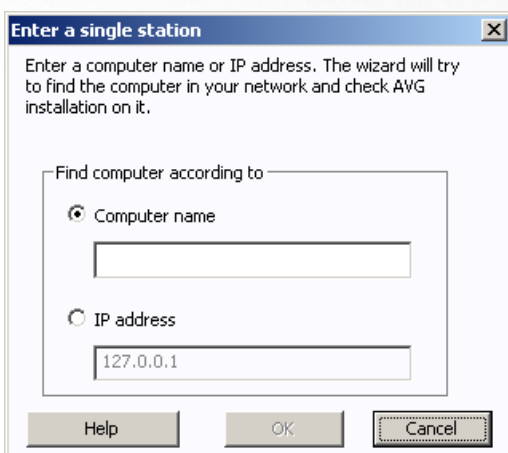 Enter a single station
Enter a computer name or IP address. The wizard will try
to find the computer in your network and check AVG
installation on it.
Find computer according to
Computer name
IP address
127.0.0.1
Help
OK
Cancel